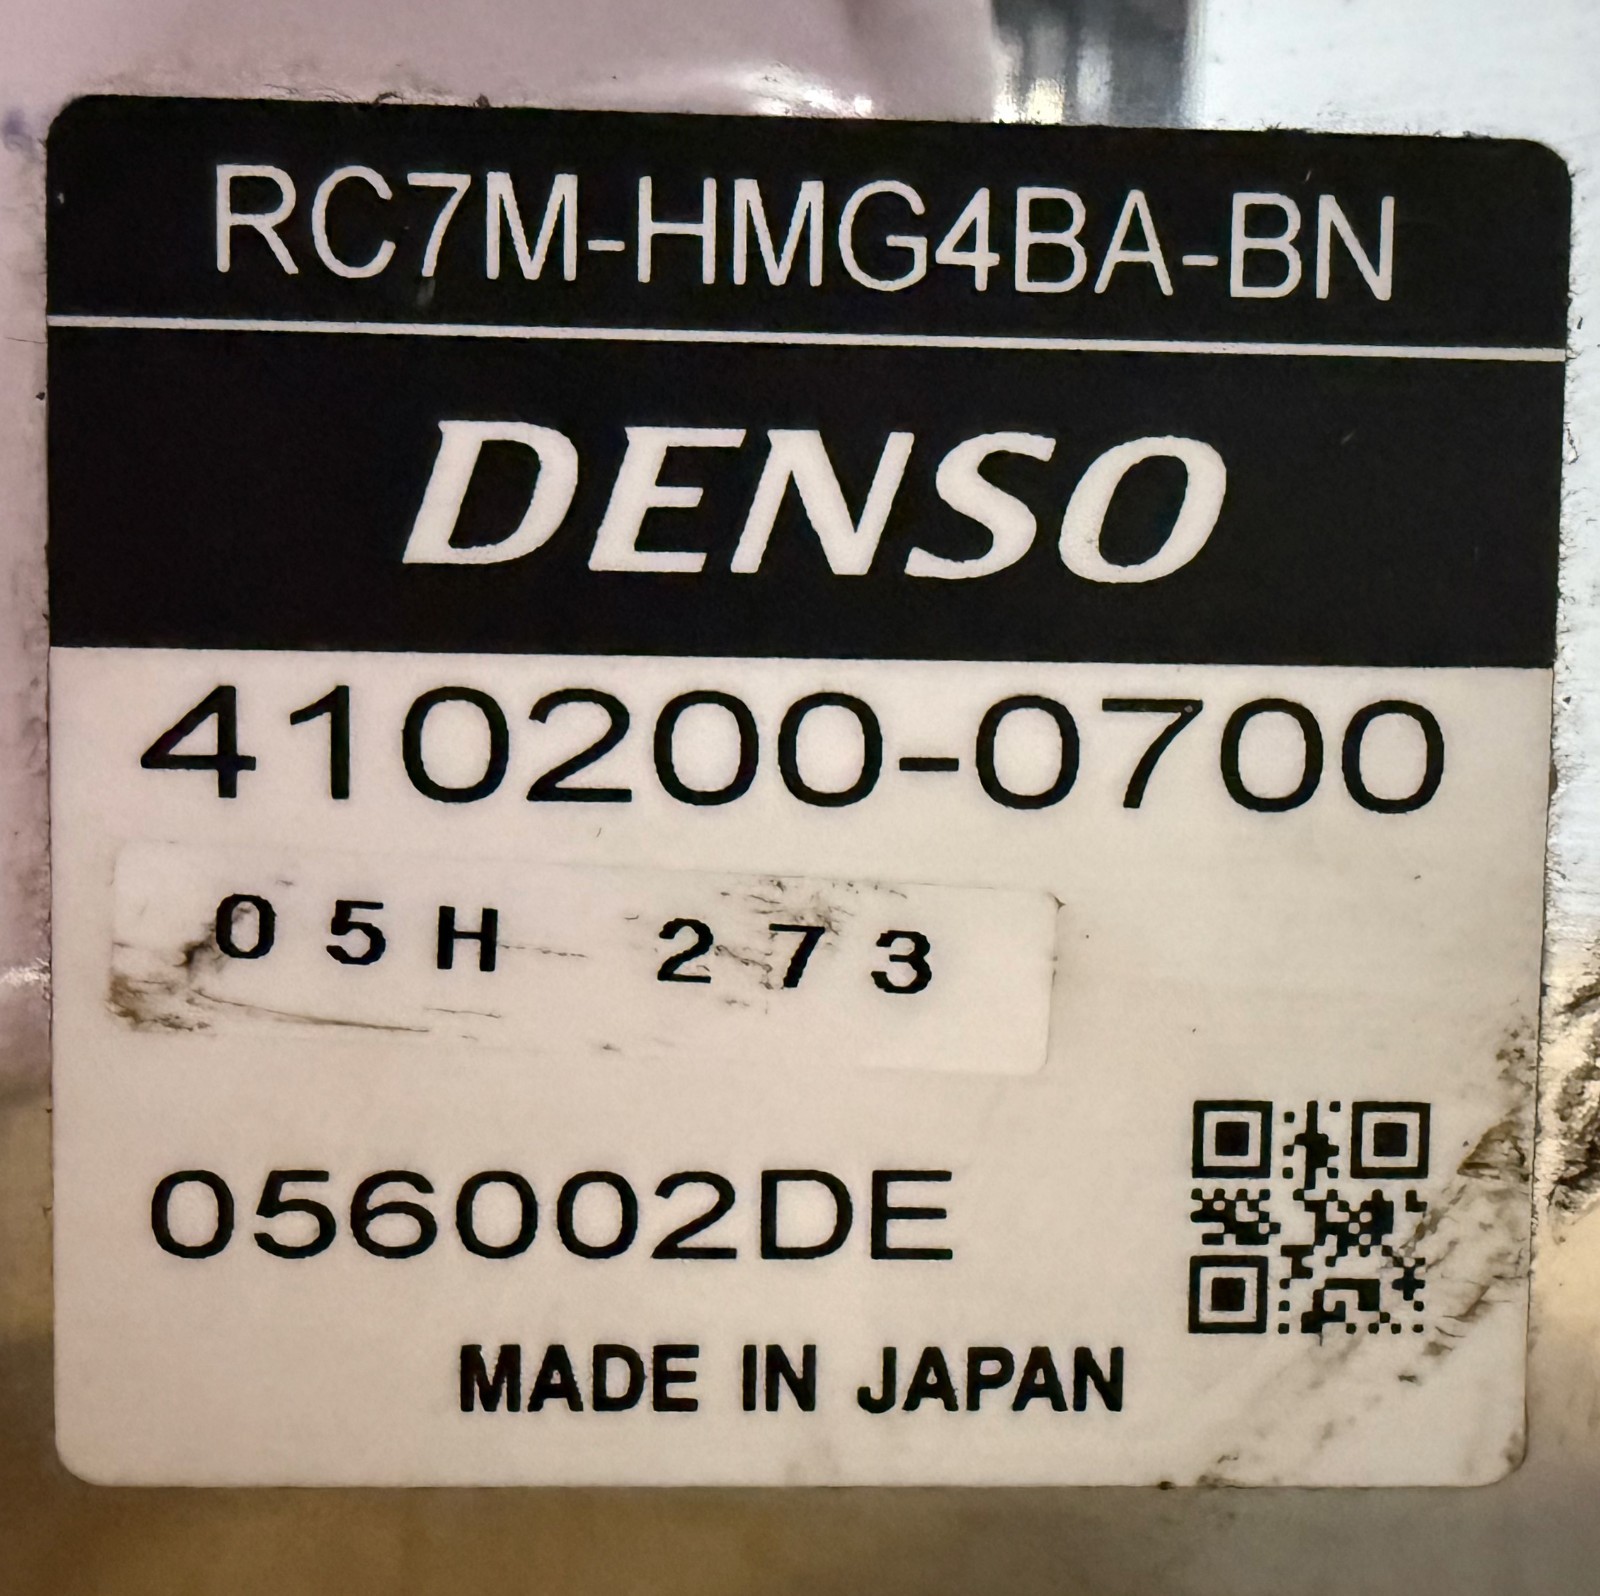 RC7M-HMG4BA-BN
DENSO
410200-0700
05H 273
056002DE
MADE IN JAPAN